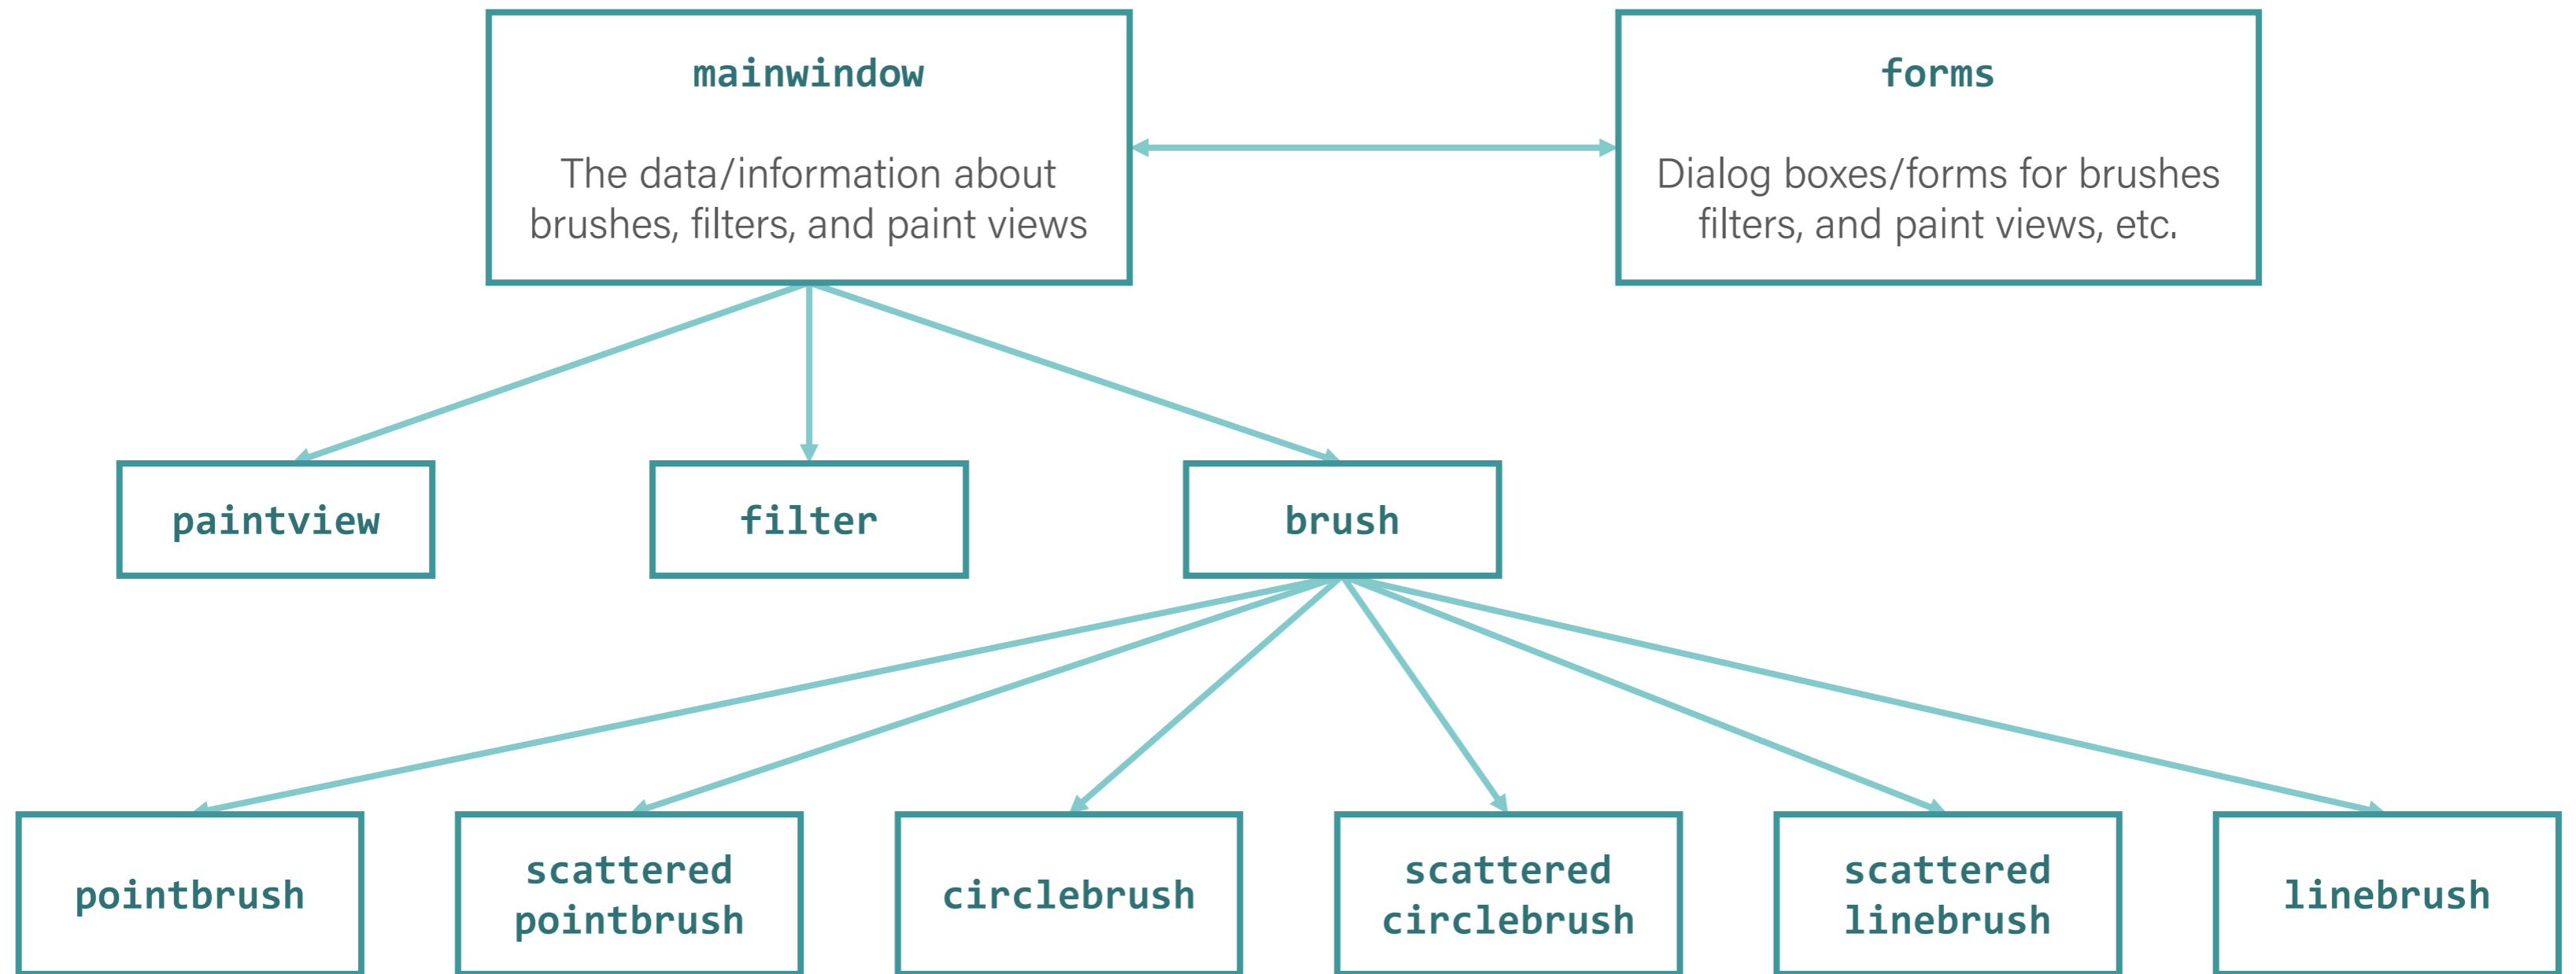 mainwindow
The data/information about
brushes, filters, and paint views
forms
Dialog boxes/forms for brushes
filters, and paint views, etc.
paintview
filter
brush
pointbrush
scattered
pointbrush
circlebrush
scattered
circlebrush
scattered
linebrush
linebrush